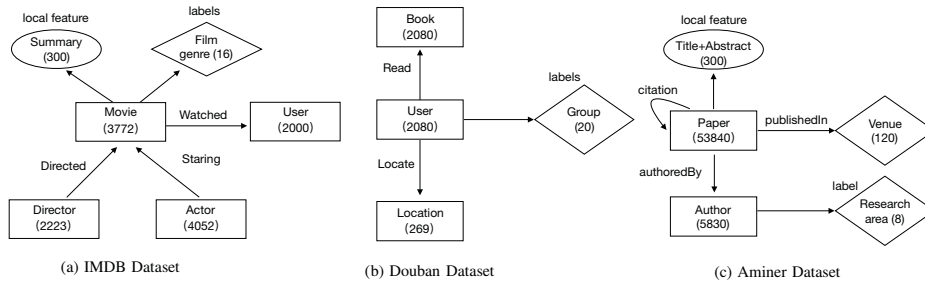 local feature
labels
Summary
(300)
Film
genre (16)
Movie
(3772)
Watched
User
(2000)
Directed
Staring
Director
(2223)
Actor
(4052)
(a) IMDB Dataset
Book
(2080)
Read
labels
User
(2080)
Group
(20)
Locate
Location
(269)
(b) Douban Dataset
local feature
Title+Abstract
(300)
citation
Paper
(53840)
publishedIn
Venue
(120)
authoredBy
label
Author
(5830)
Research
area (8)
(c) Aminer Dataset